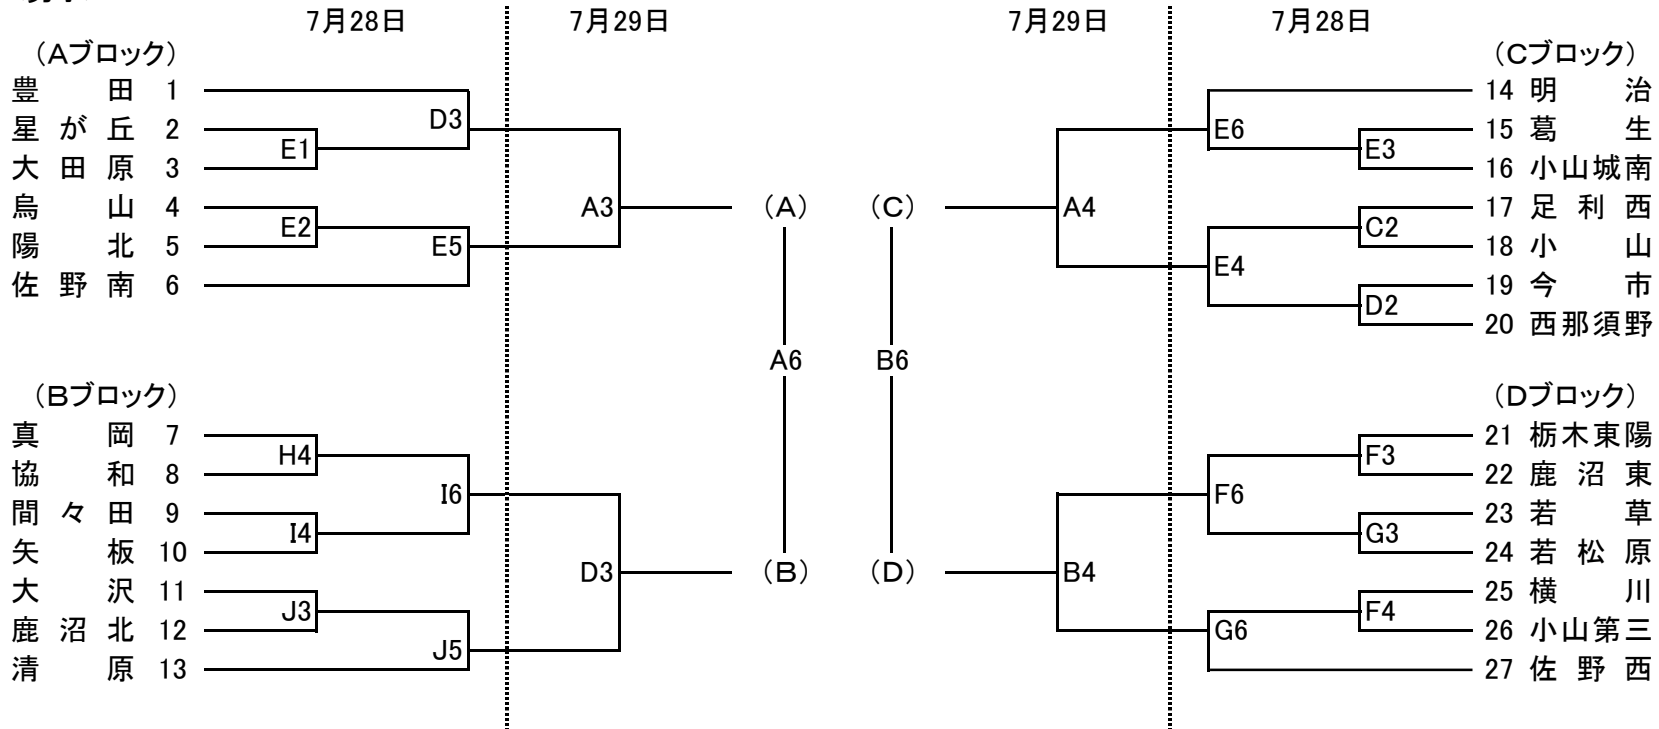 7月28日 7月29日 7月29日 7月28日
（Aブロック） （Cブロック）
豊田 1 14 明治
D3 E6
星が丘 2 15 葛生
E1 E3
大田原 3 16 小山城南
烏山 4 A3 （A） （C） A4 17 足利西
E2 C2
陽北 5 E5 E4 18 小山
佐野南 6 19 今市
D2
20 西那須野
A6 B6
（Bブロック） （Dブロック）
真岡 7 21 栃木東陽
H4 F3
協和 8 22 鹿沼東
I6 F6
間々田 9 23 若草
I4 G3
矢板 10 24 若松原
D3 （B） （D） B4
大沢 11 25 横川
J3 F4
鹿沼北 12 26 小山第三
J5 G6
清原 13 27 佐野西